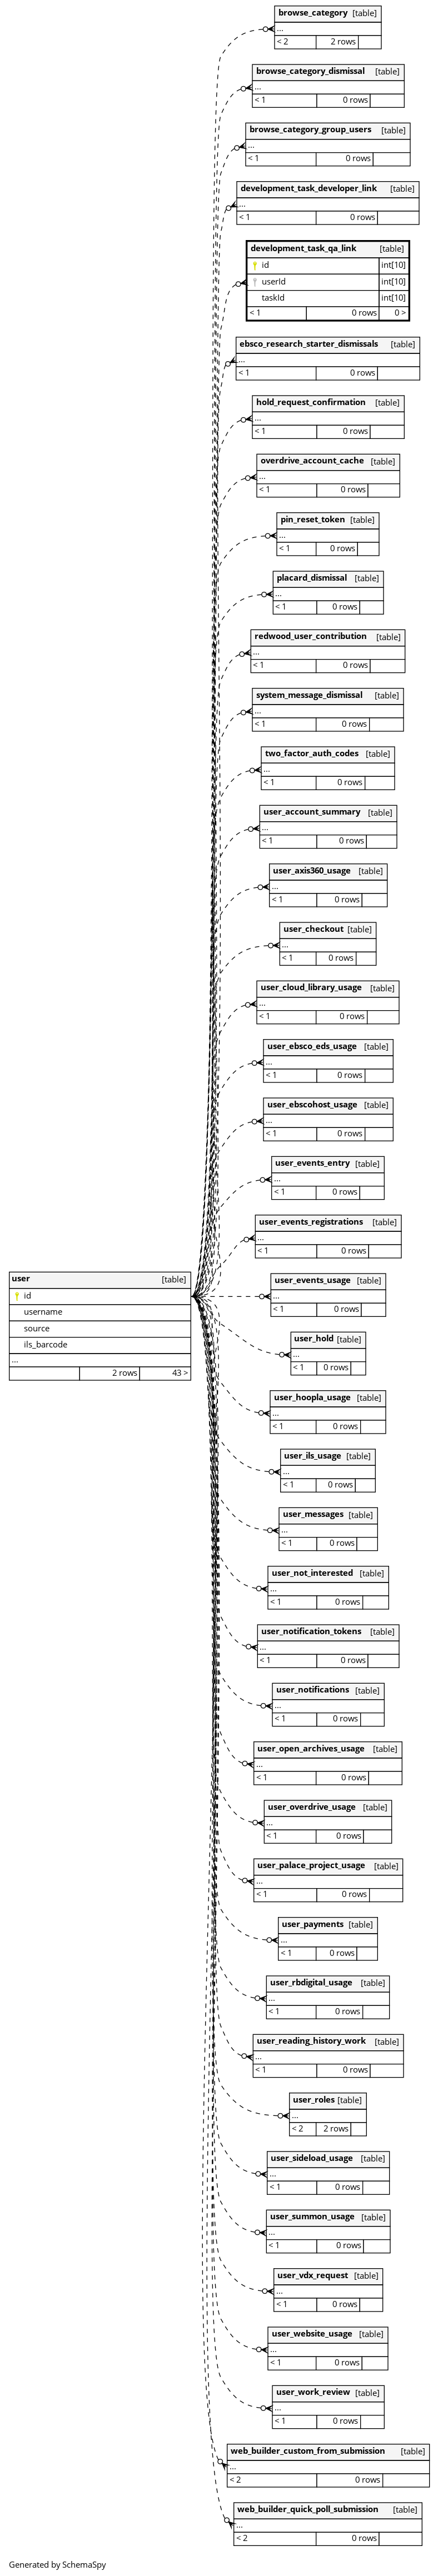 browse_category [table]
...
< 2 2 rows
browse_category_dismissal [table]
...
< 1 0 rows
browse_category_group_users [table]
...
< 1 0 rows
development_task_developer_link [table]
...
< 1 0 rows
development_task_qa_link [table]
id int[10]
userId int[10]
taskId int[10]
< 1 0 rows 0 >
ebsco_research_starter_dismissals [table]
...
< 1 0 rows
hold_request_confirmation [table]
...
< 1 0 rows
overdrive_account_cache [table]
...
< 1 0 rows
pin_reset_token [table]
...
< 1 0 rows
placard_dismissal [table]
...
< 1 0 rows
redwood_user_contribution [table]
...
< 1 0 rows
system_message_dismissal [table]
...
< 1 0 rows
two_factor_auth_codes [table]
...
< 1 0 rows
user_account_summary [table]
...
< 1 0 rows
user_axis360_usage [table]
...
< 1 0 rows
user_checkout [table]
...
< 1 0 rows
user_cloud_library_usage [table]
...
< 1 0 rows
user_ebsco_eds_usage [table]
...
< 1 0 rows
user_ebscohost_usage [table]
...
< 1 0 rows
user_events_entry [table]
...
< 1 0 rows
user_events_registrations [table]
...
< 1 0 rows
user [table]
id
username
source
ils_barcode
...
2 rows 43 >
user_events_usage [table]
...
< 1 0 rows
user_hold [table]
...
< 1 0 rows
user_hoopla_usage [table]
...
< 1 0 rows
user_ils_usage [table]
...
< 1 0 rows
user_messages [table]
...
< 1 0 rows
user_not_interested [table]
...
< 1 0 rows
user_notification_tokens [table]
...
< 1 0 rows
user_notifications [table]
...
< 1 0 rows
user_open_archives_usage [table]
...
< 1 0 rows
user_overdrive_usage [table]
...
< 1 0 rows
user_palace_project_usage [table]
...
< 1 0 rows
user_payments [table]
...
< 1 0 rows
user_rbdigital_usage [table]
...
< 1 0 rows
user_reading_history_work [table]
...
< 1 0 rows
user_roles [table]
...
< 2 2 rows
user_sideload_usage [table]
...
< 1 0 rows
user_summon_usage [table]
...
< 1 0 rows
user_vdx_request [table]
...
< 1 0 rows
user_website_usage [table]
...
< 1 0 rows
user_work_review [table]
...
< 1 0 rows
web_builder_custom_from_submission [table]
...
< 2 0 rows
web_builder_quick_poll_submission [table]
...
< 2 0 rows
Generated by SchemaSpy